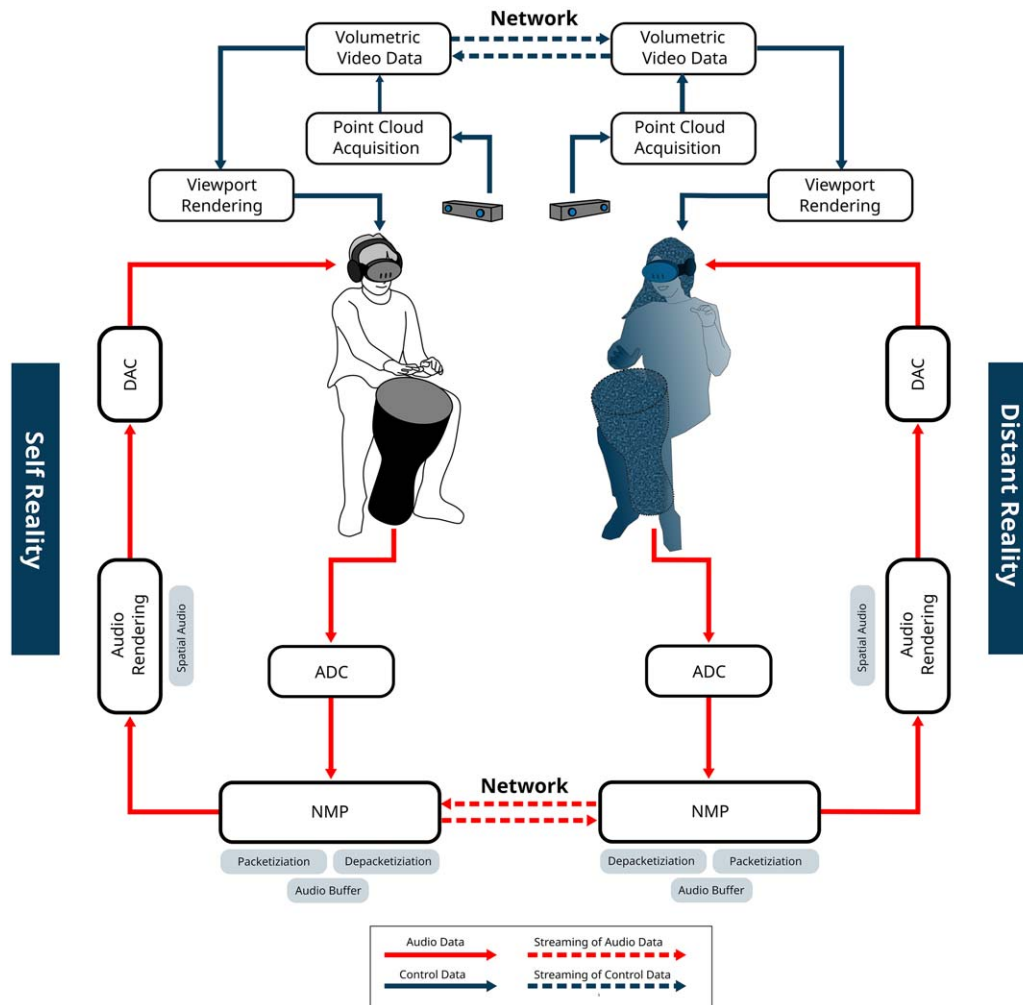 Network
Volumetric
Video Data
Volumetric
Video Data
Point Cloud
Acquisition
Point Cloud
Acquisition
Viewport
Rendering
Viewport
Rendering
DAC
DAC
Self Reality
Distant Reality
Audio
Rendering
Spatial Audio
Spatial Audio
Audio
Rendering
ADC
ADC
Network
NMP
NMP
Packetiziation
Depacketiziation
Audio Buffer
Depacketiziation
Packetiziation
Audio Buffer
Audio Data
Streaming of Audio Data
Control Data
Streaming of Control Data